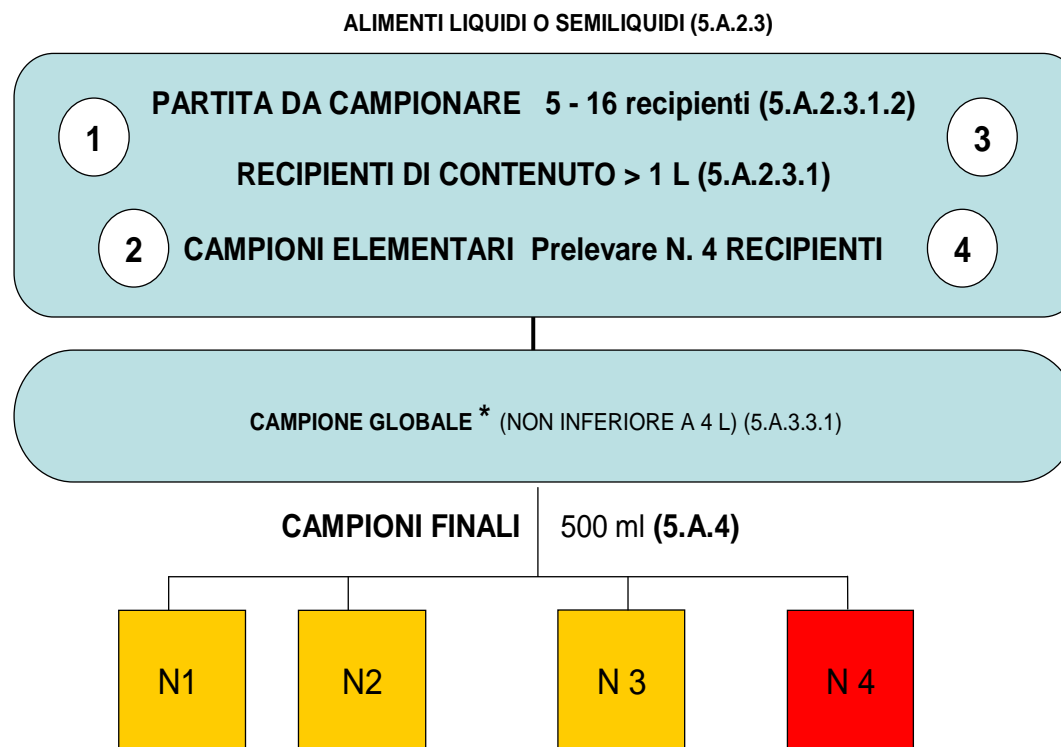 ALIMENTI LIQUIDI O SEMILIQUIDI (5.A.2.3)
PARTITA DA CAMPIONARE 5 - 16 recipienti (5.A.2.3.1.2)
1
3
RECIPIENTI DI CONTENUTO > 1 L (5.A.2.3.1)
2 CAMPIONI ELEMENTARI Prelevare N. 4 RECIPIENTI 4
CAMPIONE GLOBALE * (NON INFERIORE A 4 L) (5.A.3.3.1)
CAMPIONI FINALI 500 ml (5.A.4)
N1 N2 N 3 N 4